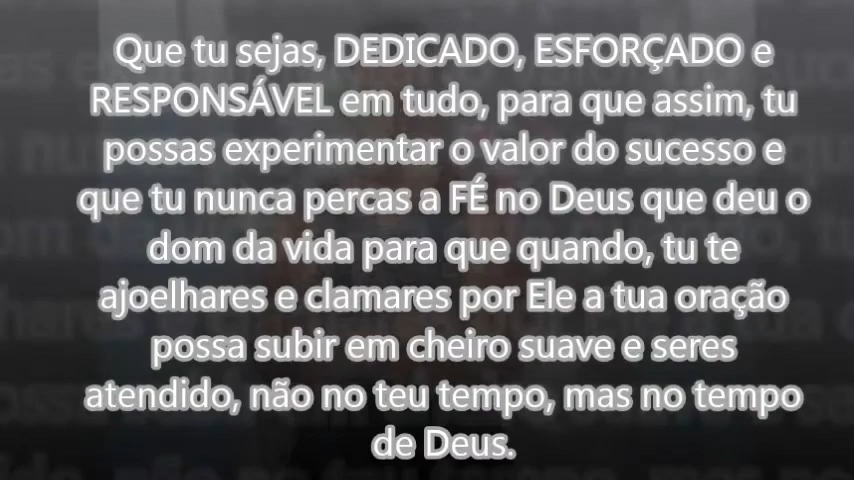 Que tu sejas, DEDICADO, ESFORÇADO e
RESPONSÁVEL em tudo, para que assim, tu
possas experimentar o valor do sucesso e
que tu nunca percas a FÉ no Deus que deu o
dom da vida para que quando, tu te
ajoelhares e clamares por Ele a tua oração
possa subir em cheiro suave e seres
atendido, não no teu tempo, mas no tempo
de Deus.